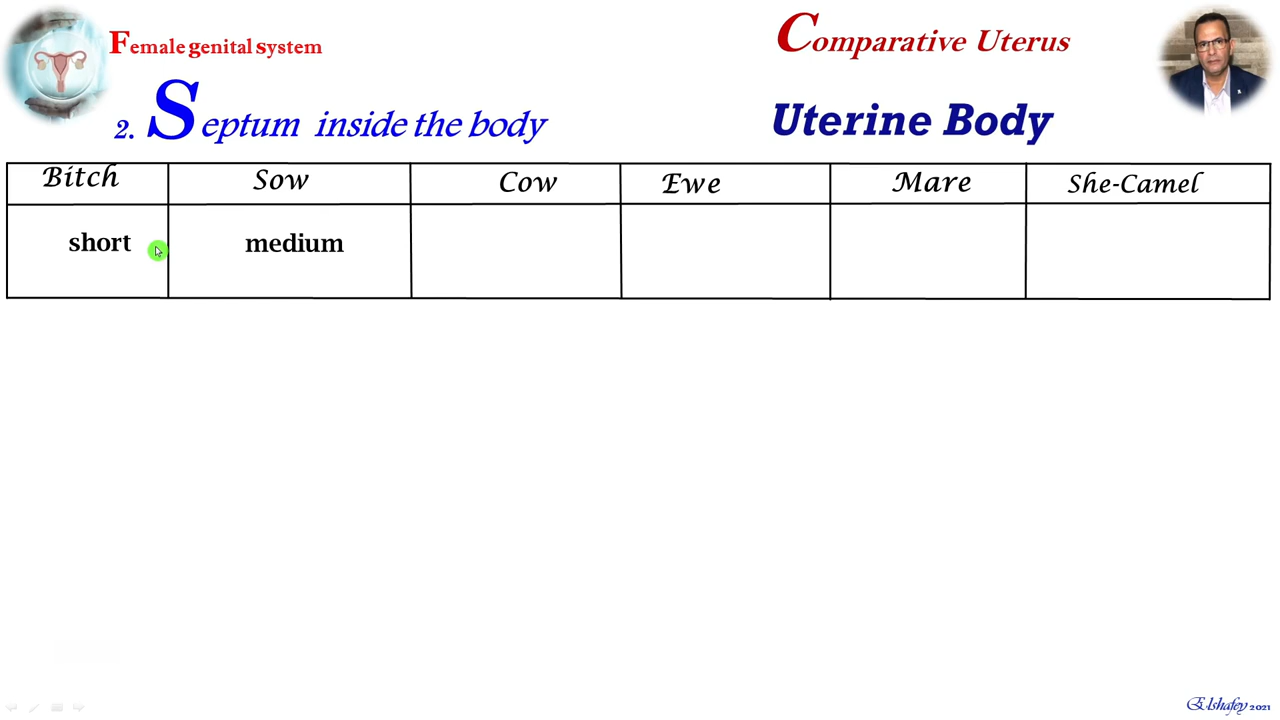 Female genital system
Comparative Uterus
2. Septum inside the body
Uterine Body
Bitch Sow Cow Ewe Mare She-Camel
short medium
Elshafey 2021